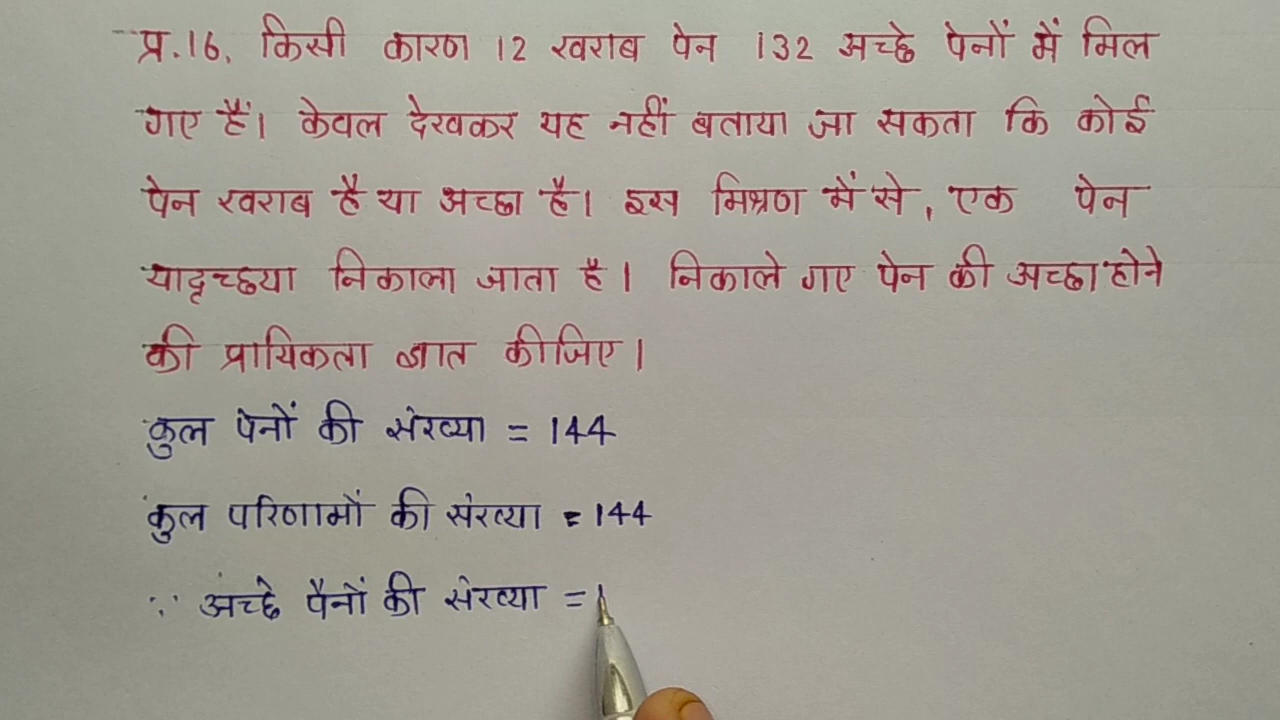 प्र.16. किसी कारण 12 खराब पेन 132 अच्छे पेनों में मिल
गए हैं। केवल देखकर यह नहीं बताया जा सकता कि कोई
पेन खराब है या अच्छा है। इस मिश्रण में से, एक पेन
यादृच्छया निकाला जाता है। निकाले गए पेन की अच्छा होने
की प्रायिकता ज्ञात कीजिए।
कुल पेनों की संख्या = 144
कुल परिणामों की संख्या = 144
∵ अच्छे पैनों की संख्या = 1